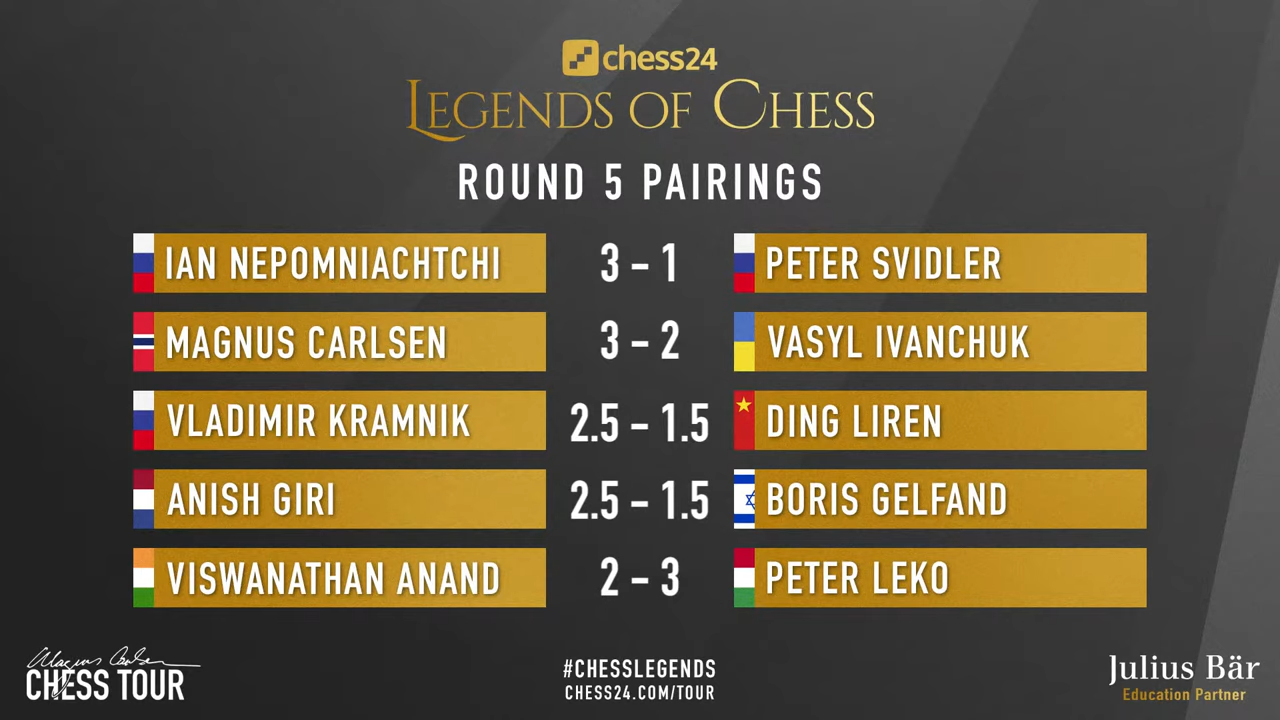 chess24
LEGENDS OF CHESS
ROUND 5 PAIRINGS
IAN NEPOMNIACHTCHI 3 – 1 PETER SVIDLER
MAGNUS CARLSEN 3 – 2 VASYL IVANCHUK
VLADIMIR KRAMNIK 2.5 – 1.5 DING LIREN
ANISH GIRI 2.5 – 1.5 BORIS GELFAND
VISWANATHAN ANAND 2 – 3 PETER LEKO
Magnus Carlsen
CHESS TOUR
#CHESSLEGENDS
CHESS24.COM/TOUR
Julius Bär
Education Partner